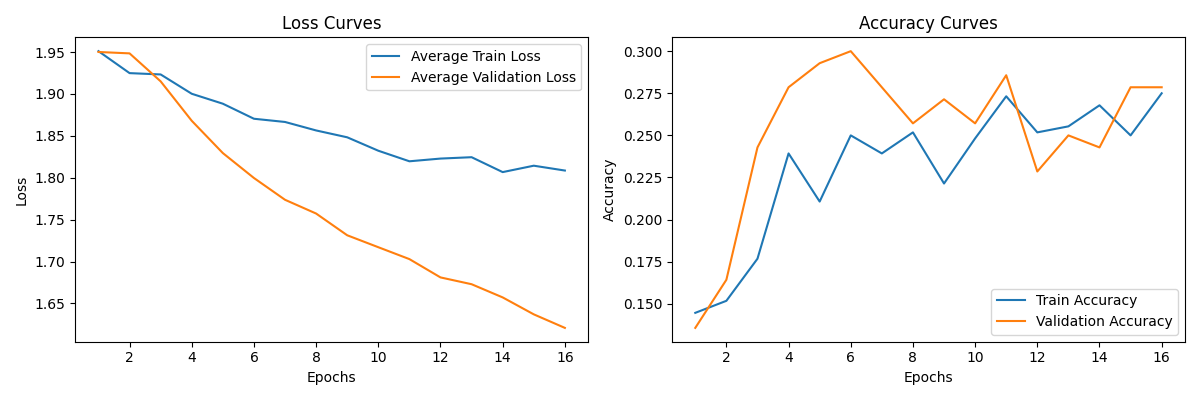 Loss Curves
Average Train Loss
Average Validation Loss
1.95
1.90
1.85
1.80
1.75
1.70
1.65
Loss
2 4 6 8 10 12 14 16
Epochs
Accuracy Curves
0.300
0.275
0.250
0.225
0.200
0.175
0.150
Accuracy
Train Accuracy
Validation Accuracy
2 4 6 8 10 12 14 16
Epochs